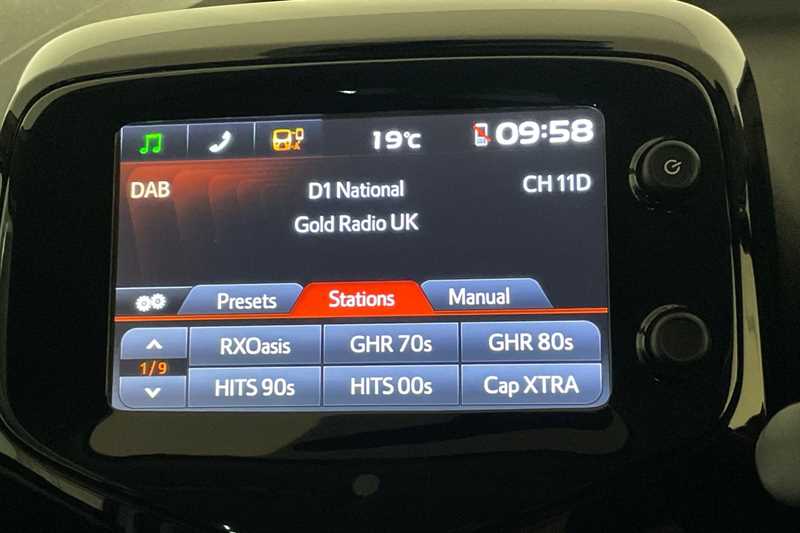 19°C 09:58
DAB D1 National CH 11D
Gold Radio UK
Presets Stations Manual
RXOasis GHR 70s GHR 80s
1/9
HITS 90s HITS 00s Cap XTRA